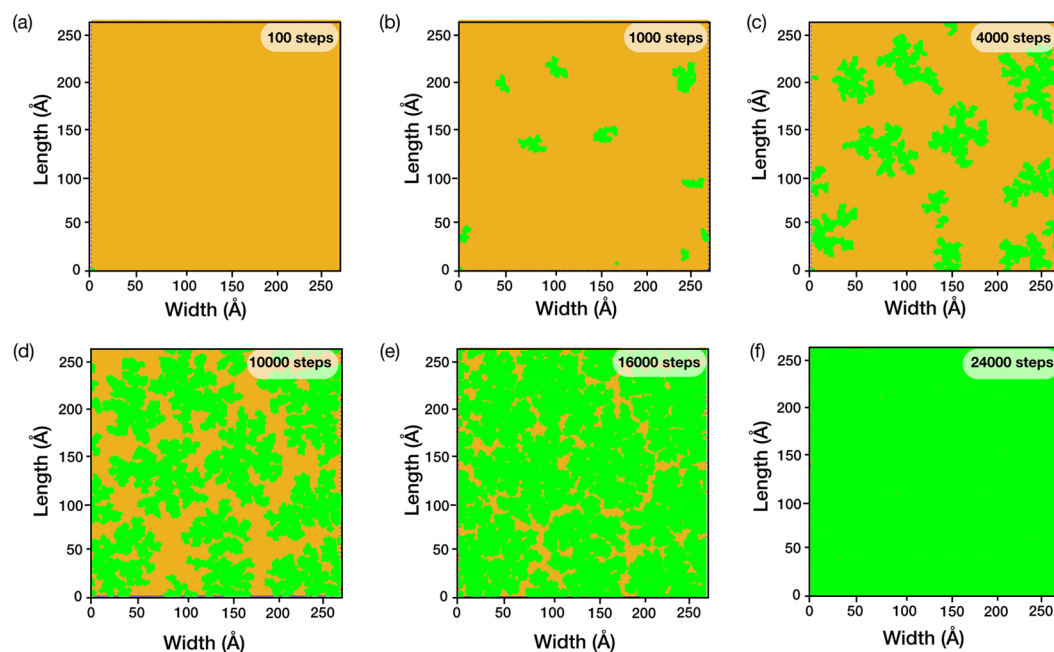 (a)
100 steps
Length (Å)
250
200
150
100
50
0
0 50 100 150 200 250
Width (Å)
(b)
1000 steps
Length (Å)
250
200
150
100
50
0
0 50 100 150 200 250
Width (Å)
(c)
4000 steps
Length (Å)
250
200
150
100
50
0
50 100 150 200 250
Width (Å)
(d)
10000 steps
Length (Å)
250
200
150
100
50
0
0 50 100 150 200 250
Width (Å)
(e)
16000 steps
Length (Å)
250
200
150
100
50
0
0 50 100 150 200 250
Width (Å)
(f)
24000 steps
Length (Å)
250
200
150
100
50
0
0 50 100 150 200 250
Width (Å)